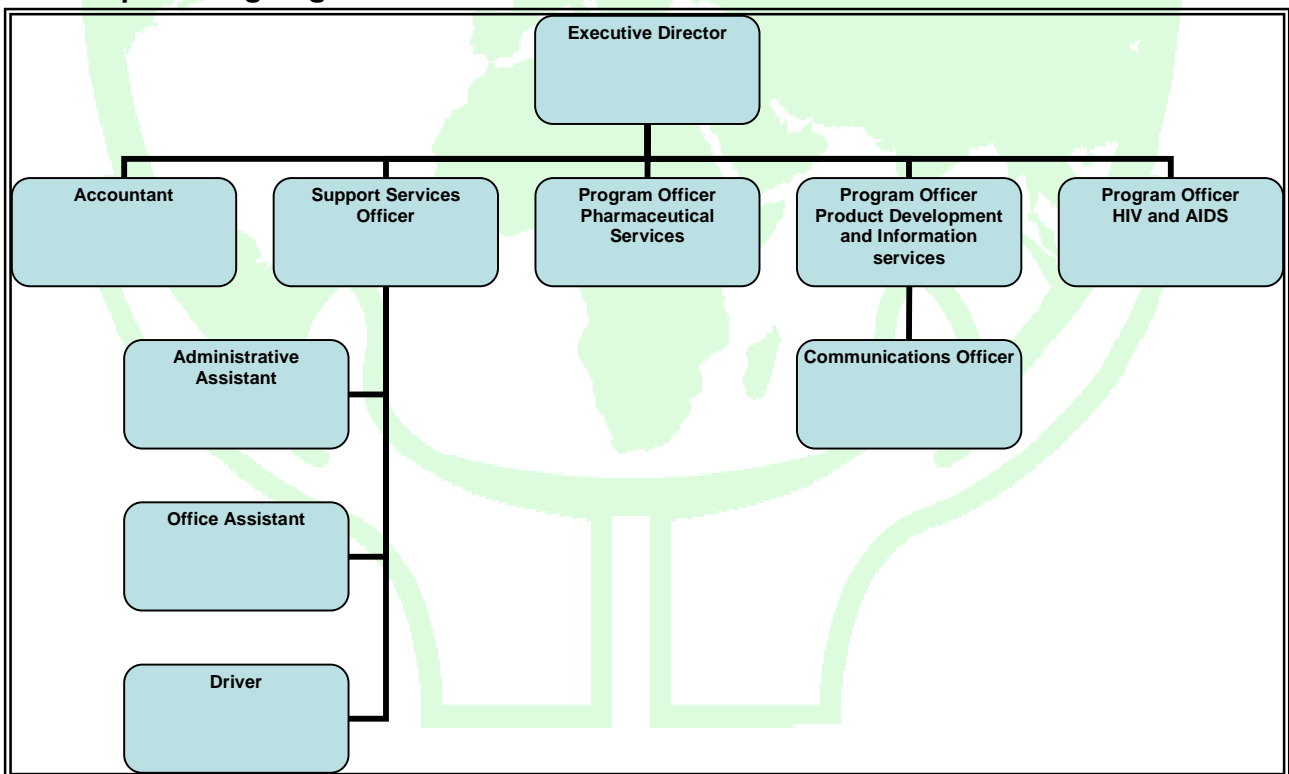 Executive Director
Accountant
Support Services
Officer
Program Officer
Pharmaceutical
Services
Program Officer
Product Development
and Information
services
Program Officer
HIV and AIDS
Administrative
Assistant
Communications Officer
Office Assistant
Driver